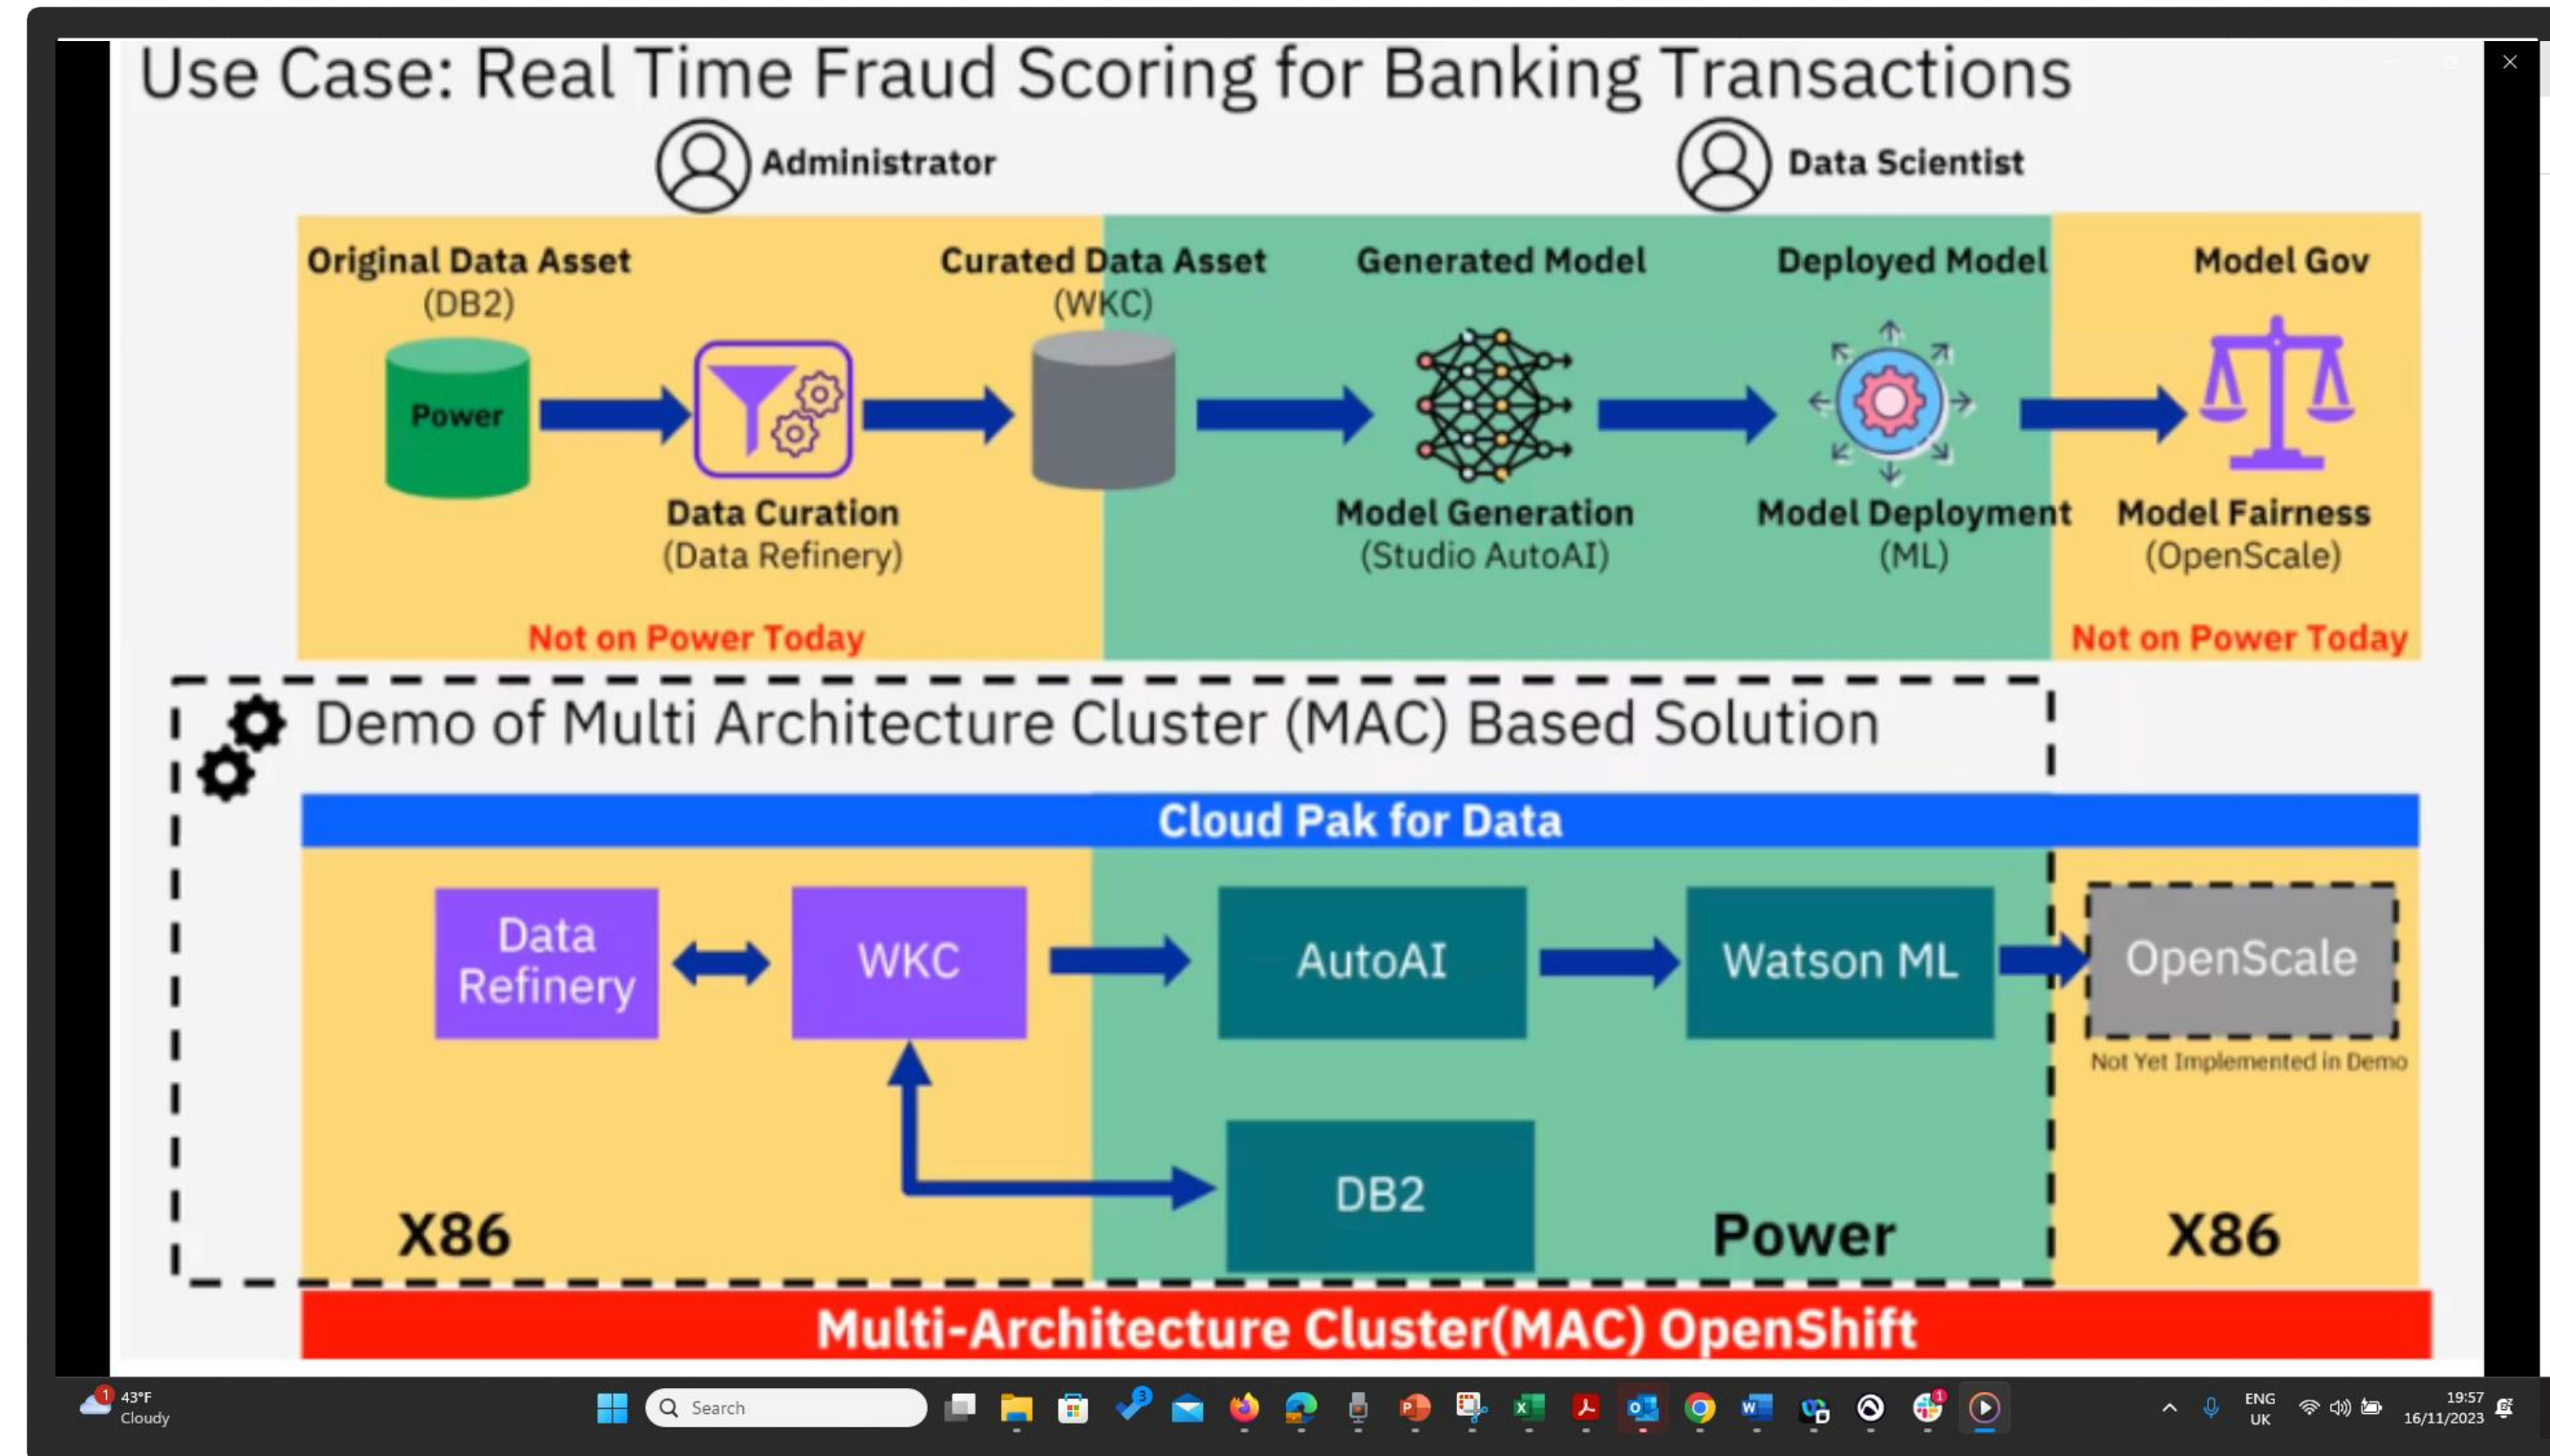 Use Case: Real Time Fraud Scoring for Banking Transactions
Administrator
Data Scientist
Original Data Asset
(DB2)
Curated Data Asset
(WKC)
Generated Model
Deployed Model
Model Gov
Power
Data Curation
(Data Refinery)
Model Generation
(Studio AutoAI)
Model Deployment
(ML)
Model Fairness
(OpenScale)
Not on Power Today
Not on Power Today
Demo of Multi Architecture Cluster (MAC) Based Solution
Cloud Pak for Data
Data
Refinery
WKC
AutoAI
Watson ML
OpenScale
Not Yet Implemented in Demo
DB2
X86
Power
X86
Multi-Architecture Cluster(MAC) OpenShift
1
43°F
Cloudy
Search
3
1
ENG
UK
19:57
16/11/2023